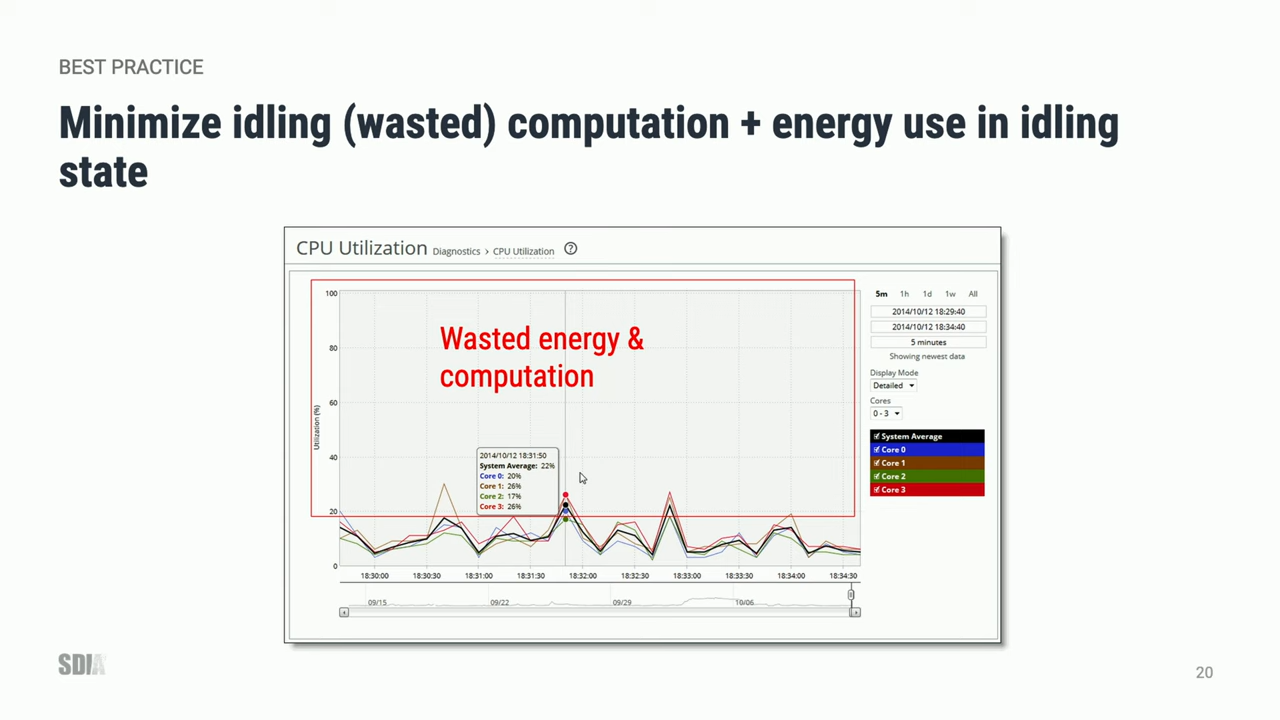 BEST PRACTICE
Minimize idling (wasted) computation + energy use in idling
state
CPU Utilization Diagnostics › CPU Utilization ?
Wasted energy &
computation
Utilization (%)
100
80
60
40
20
0
2014/10/12 18:31:50
System Average: 22%
Core 0: 20%
Core 1: 26%
Core 2: 17%
Core 3: 26%
18:30:00 18:30:30 18:31:00 18:31:30 18:32:00 18:32:30 18:33:00 18:33:30 18:34:00 18:34:30
09/15 09/22 09/29 10/06
5m 1h 1d 1w All
2014/10/12 18:29:40
2014/10/12 18:34:40
5 minutes
Showing newest data
Display Mode
Detailed
Cores
0 - 3
System Average
Core 0
Core 1
Core 2
Core 3
SDIA
20